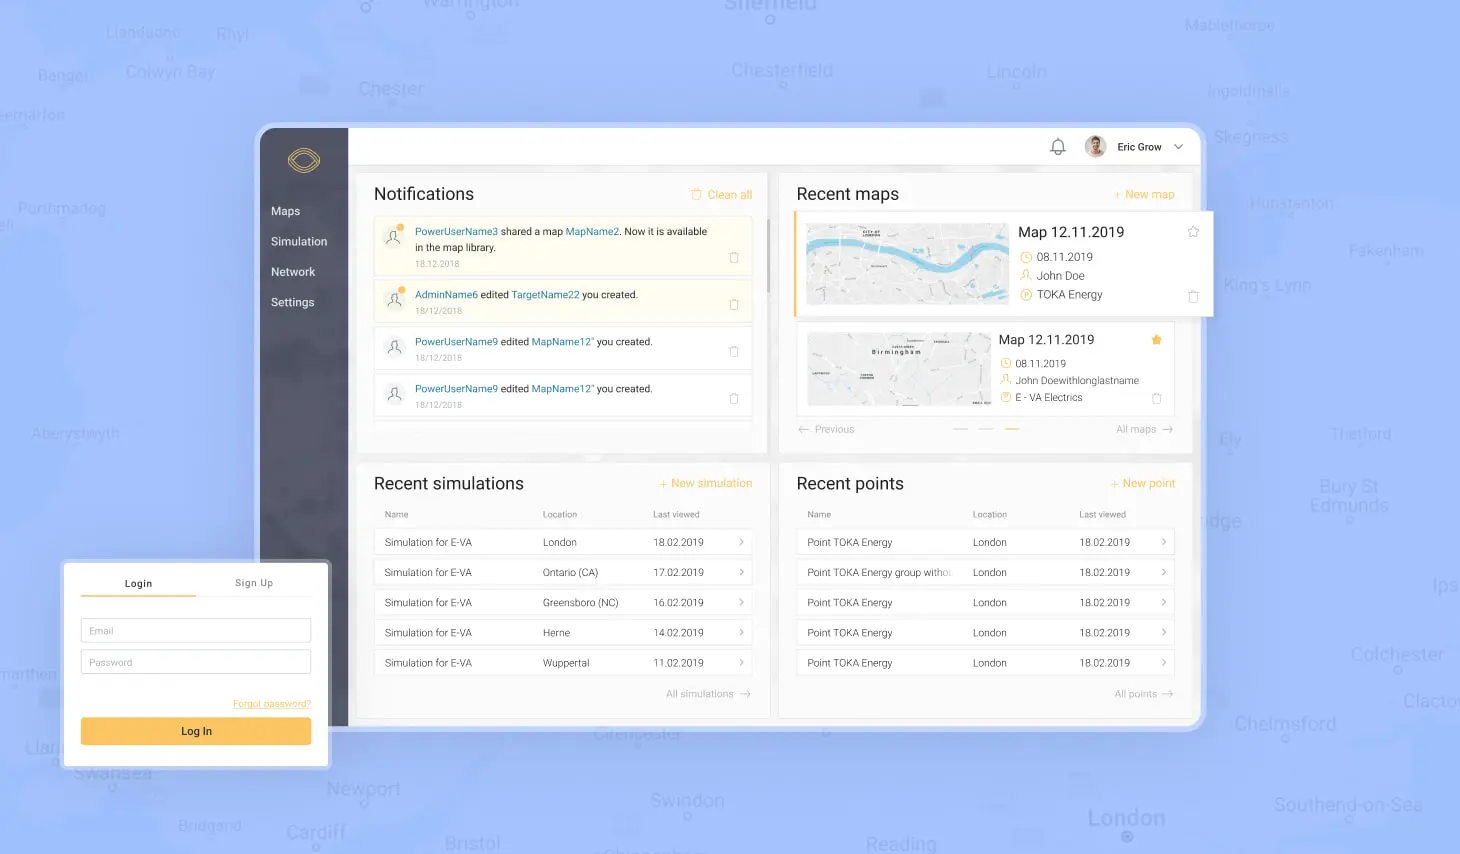 Warrington
Sheffield
Llandudno
Rhyl
Mablethorpe
Bangor
Colwyn Bay
Chesterfield
Lincoln
Chester
Ingoldmells
Skegness
Porthmadog
Hunstanton
Fakenham
King's Lynn
Aberystwyth
Ely
Thetford
Bury St
Edmunds
Colchester
Chelmsford
Cirencester
Swansea
Newport
Swindon
Southend-on-Sea
Bridgend
Cardiff
Bristol
London
Reading
Eric Grow
Maps
Simulation
Network
Settings
Notifications
Clean all
PowerUserName3 shared a map MapName2. Now it is available
in the map library.
18.12.2018
AdminName6 edited TargetName22 you created.
18/12/2018
PowerUserName9 edited MapName12" you created.
18/12/2018
PowerUserName9 edited MapName12" you created.
18/12/2018
Recent maps
+ New map
CITY OF
LONDON
Map 12.11.2019
08.11.2019
John Doe
TOKA Energy
Birmingham
Map 12.11.2019
08.11.2019
John Doewithlonglastname
E - VA Electrics
Previous
All maps
Recent simulations
+ New simulation
Name Location Last viewed
Simulation for E-VA London 18.02.2019
Simulation for E-VA Ontario (CA) 17.02.2019
Simulation for E-VA Greensboro (NC) 16.02.2019
Simulation for E-VA Herne 14.02.2019
Simulation for E-VA Wuppertal 11.02.2019
All simulations
Recent points
+ New point
Name Location Last viewed
Point TOKA Energy London 18.02.2019
Point TOKA Energy group withou London 18.02.2019
Point TOKA Energy London 18.02.2019
Point TOKA Energy London 18.02.2019
Point TOKA Energy London 18.02.2019
All points
Login
Sign Up
Email
Password
Forgot password?
Log In